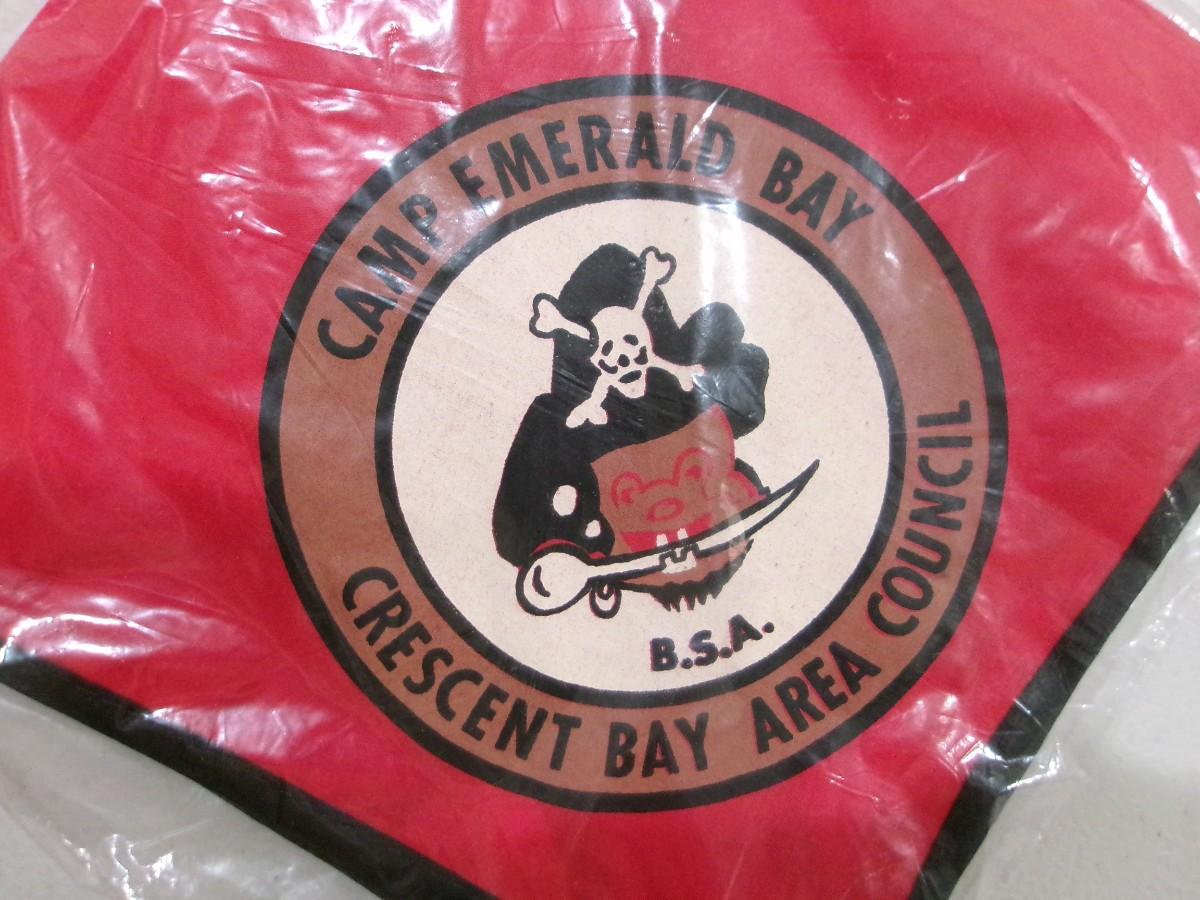 CAMP EMERALD BAY
B.S.A.
CRESCENT BAY AREA COUNCIL